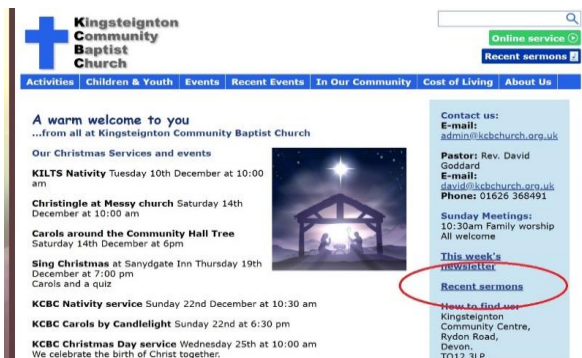 Kingsteignton
Community
Baptist
Church
Online service
Recent sermons
Activities Children & Youth Events Recent Events In Our Community Cost of Living About Us
A warm welcome to you
...from all at Kingsteignton Community Baptist Church
Our Christmas Services and events
KILTS Nativity Tuesday 10th December at 10:00
am
Christingle at Messy church Saturday 14th
December at 10:00 am
Carols around the Community Hall Tree
Saturday 14th December at 6pm
Sing Christmas at Sanydgate Inn Thursday 19th
December at 7:00 pm
Carols and a quiz
KCBC Nativity service Sunday 22nd December at 10:30 am
KCBC Carols by Candlelight Sunday 22nd at 6:30 pm
KCBC Christmas Day service Wednesday 25th at 10:00 am
We celebrate the birth of Christ together.
Contact us:
E-mail:
admin@kcbchurch.org.uk
Pastor: Rev. David
Goddard
E-mail:
david@kcbchurch.org.uk
Phone: 01626 368491
Sunday Meetings:
10:30am Family worship
All welcome
This week's
newsletter
Recent sermons
How to find us:
Kingsteignton
Community Centre,
Rydon Road,
Devon.
TQ12 3LP